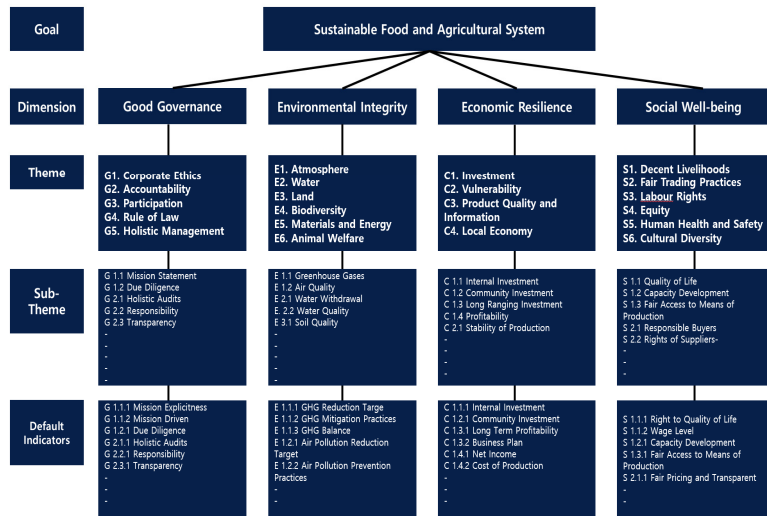 Goal
Sustainable Food and Agricultural System
Dimension
Good Governance
Environmental Integrity
Economic Resilience
Social Well-being
Theme
G1. Corporate Ethics
G2. Accountability
G3. Participation
G4. Rule of Law
G5. Holistic Management
E1. Atmosphere
E2. Water
E3. Land
E4. Biodiversity
E5. Materials and Energy
E6. Animal Welfare
C1. Investment
C2. Vulnerability
C3. Product Quality and
Information
C4. Local Economy
S1. Decent Livelihoods
S2. Fair Trading Practices
S3. Labour Rights
S4. Equity
S5. Human Health and Safety
S6. Cultural Diversity
Sub-
Theme
G 1.1 Mission Statement
G 1.2 Due Diligence
G 2.1 Holistic Audits
G 2.2 Responsibility
G 2.3 Transparency
-
-
-
-
-
E 1.1 Greenhouse Gases
E 1.2 Air Quality
E 2.1 Water Withdrawal
E. 2.2 Water Quality
E 3.1 Soil Quality
-
-
-
-
-
C 1.1 Internal Investment
C 1.2 Community Investment
C 1.3 Long Ranging Investment
C 1.4 Profitability
C 2.1 Stability of Production
-
-
-
-
S 1.1 Quality of Life
S 1.2 Capacity Development
S 1.3 Fair Access to Means of
Production
S 2.1 Responsible Buyers
S 2.2 Rights of Suppliers-
-
-
Default
Indicators
G 1.1.1 Mission Explicitness
G 1.1.2 Mission Driven
G 1.2.1 Due Diligence
G 2.1.1 Holistic Audits
G 2.2.1 Responsibility
G 2.3.1 Transparency
-
-
-
E 1.1.1 GHG Reduction Targe
E 1.1.2 GHG Mitigation Practices
E 1.1.3 GHG Balance
E 1.2.1 Air Pollution Reduction
Target
E 1.2.2 Air Pollution Prevention
Practices
-
-
C 1.1.1 Internal Investment
C 1.2.1 Community Investment
C 1.3.1 Long Term Profitability
C 1.3.2 Business Plan
C 1.4.1 Net Income
C 1.4.2 Cost of Production
-
-
-
S 1.1.1 Right to Quality of Life
S 1.1.2 Wage Level
S 1.2.1 Capacity Development
S 1.3.1 Fair Access to Means of
Production
S 2.1.1 Fair Pricing and Transparent
-
-